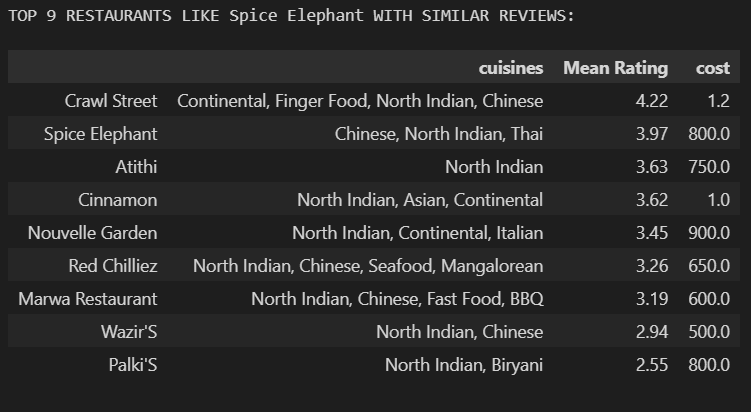 TOP 9 RESTAURANTS LIKE Spice Elephant WITH SIMILAR REVIEWS:
cuisines Mean Rating cost
Crawl Street Continental, Finger Food, North Indian, Chinese 4.22 1.2
Spice Elephant Chinese, North Indian, Thai 3.97 800.0
Atithi North Indian 3.63 750.0
Cinnamon North Indian, Asian, Continental 3.62 1.0
Nouvelle Garden North Indian, Continental, Italian 3.45 900.0
Red Chilliez North Indian, Chinese, Seafood, Mangalorean 3.26 650.0
Marwa Restaurant North Indian, Chinese, Fast Food, BBQ 3.19 600.0
Wazir'S North Indian, Chinese 2.94 500.0
Palki'S North Indian, Biryani 2.55 800.0